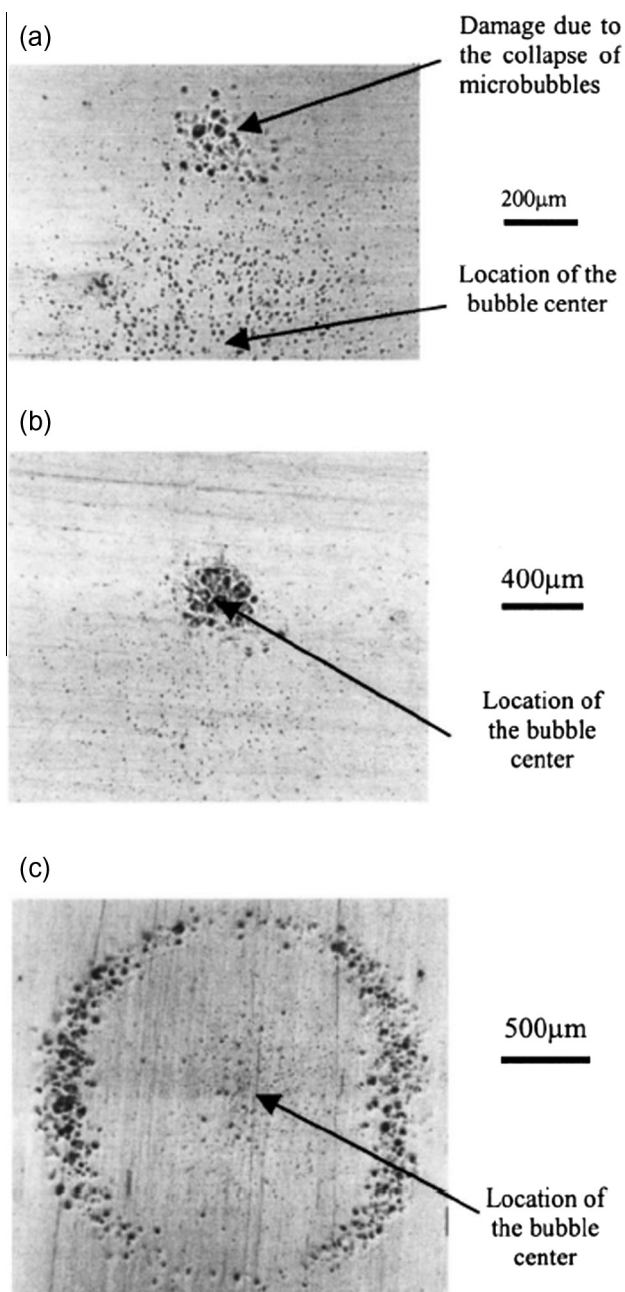 (a)
Damage due to
the collapse of
microbubbles
200μm
Location of the
bubble center
(b)
400μm
Location of
the bubble
center
(c)
500μm
Location of
the bubble
center